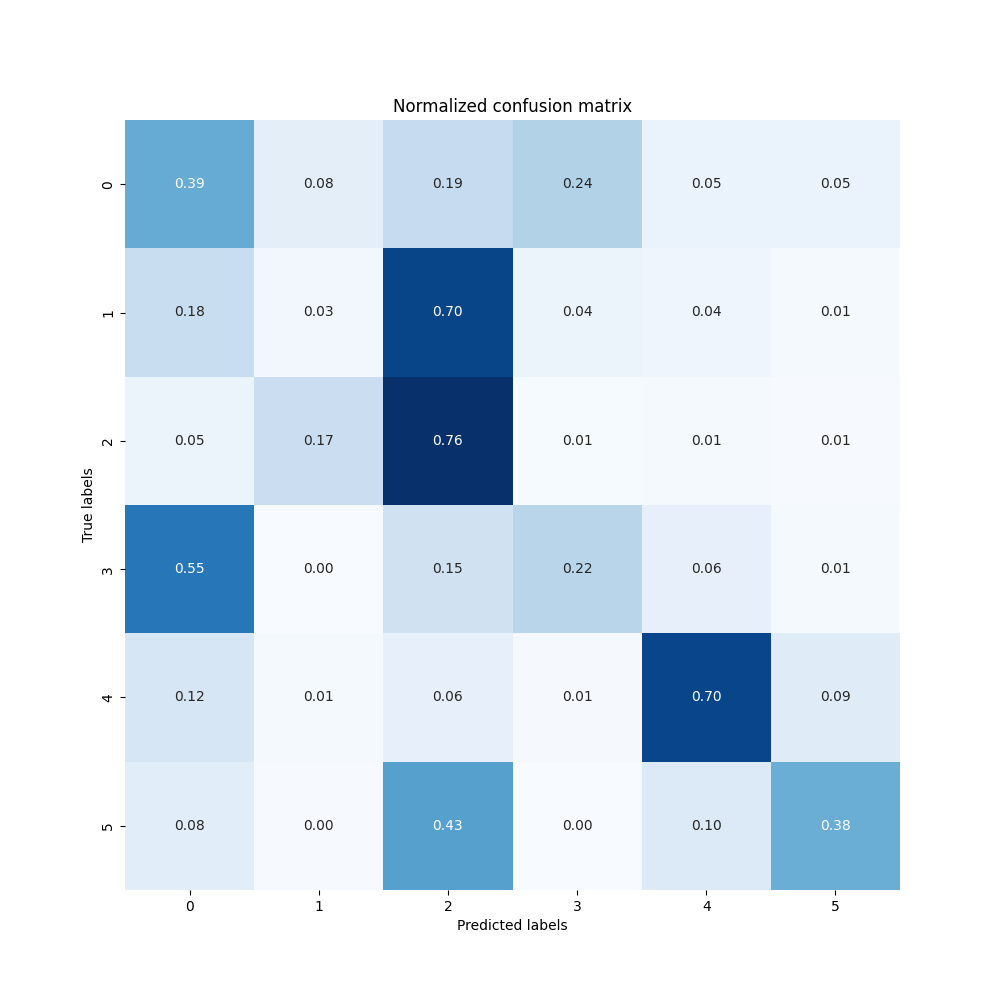 Normalized confusion matrix
0 0.39 0.08 0.19 0.24 0.05 0.05
1 0.18 0.03 0.70 0.04 0.04 0.01
2 0.05 0.17 0.76 0.01 0.01 0.01
3 0.55 0.00 0.15 0.22 0.06 0.01
4 0.12 0.01 0.06 0.01 0.70 0.09
5 0.08 0.00 0.43 0.00 0.10 0.38
True labels
0 1 2 3 4 5
Predicted labels